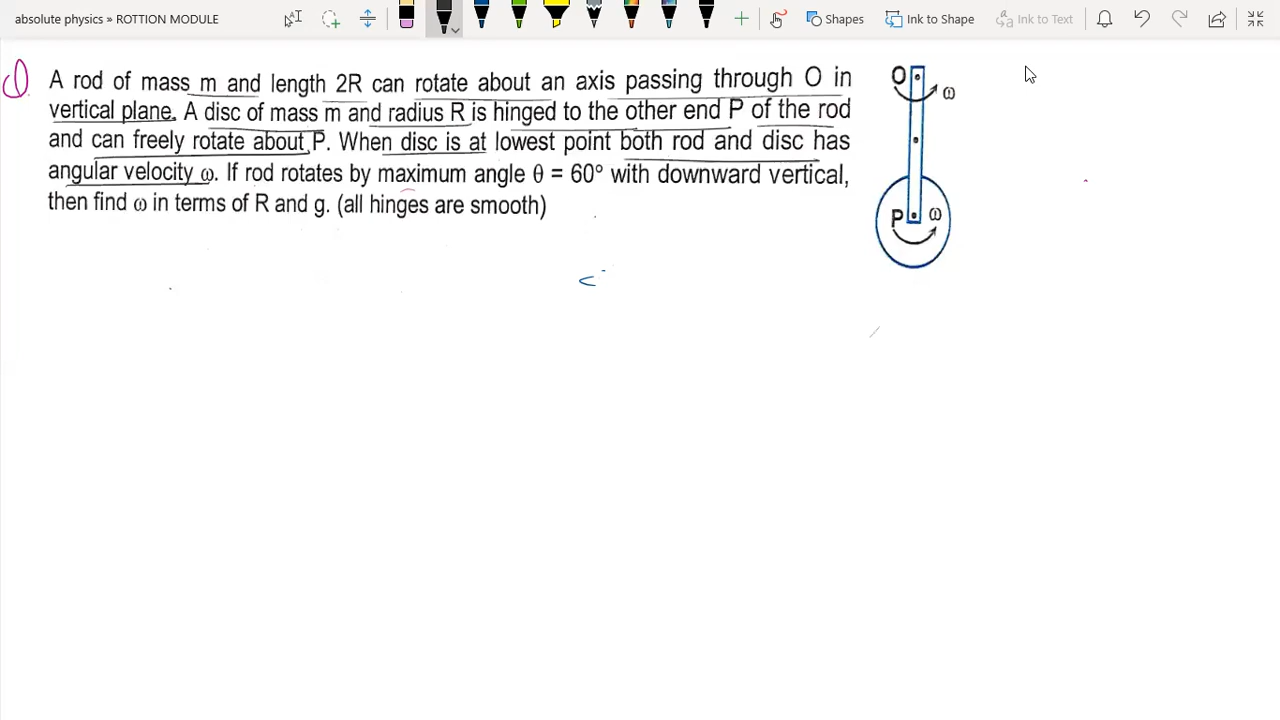 absolute physics » ROTTION MODULE
Shapes
Ink to Shape
Ink to Text
A rod of mass m and length 2R can rotate about an axis passing through O in
vertical plane. A disc of mass m and radius R is hinged to the other end P of the rod
and can freely rotate about P. When disc is at lowest point both rod and disc has
angular velocity ω. If rod rotates by maximum angle θ = 60° with downward vertical,
then find ω in terms of R and g. (all hinges are smooth)
O
ω
P ω